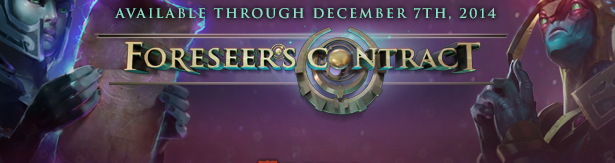 AVAILABLE THROUGH DECEMBER 7TH, 2014
FORESEER'S CONTRACT